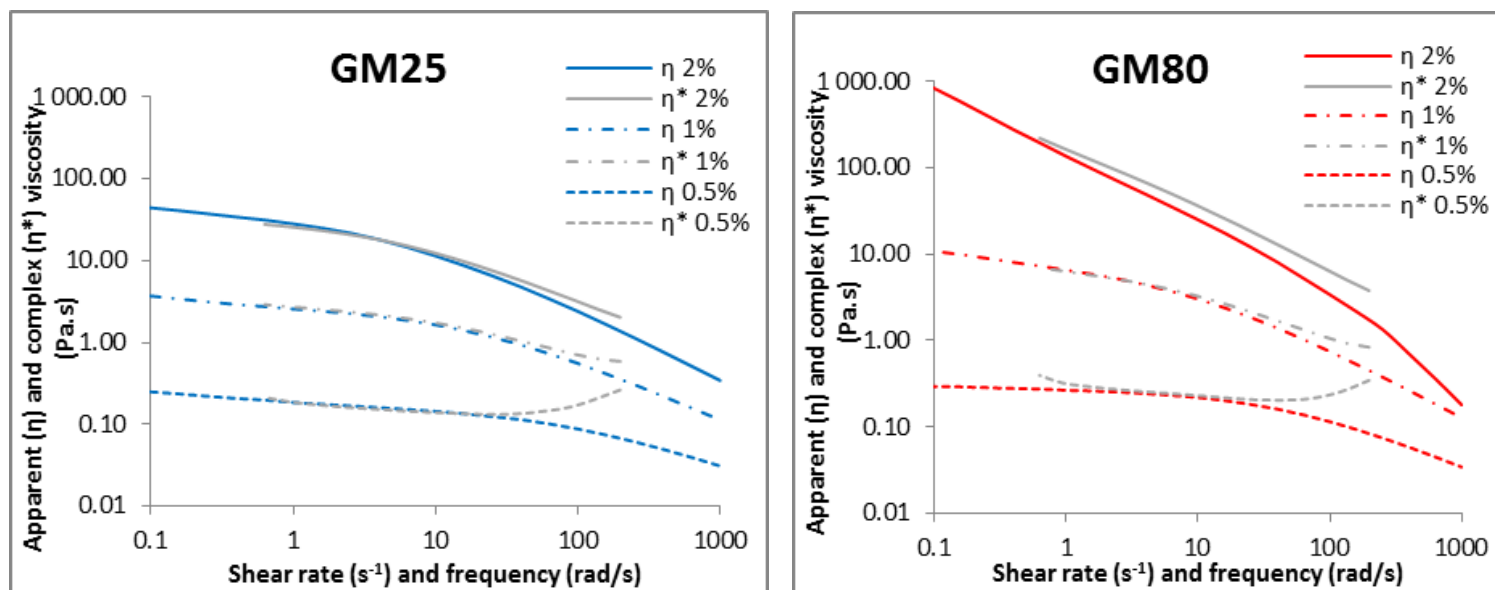 GM25
η 2%
η* 2%
η 1%
η* 1%
η 0.5%
η* 0.5%
Apparent (η) and complex (η*) viscosity
(Pa.s)
1 000.00
100.00
10.00
1.00
0.10
0.01
0.1 1 10 100 1000
Shear rate (s⁻¹) and frequency (rad/s)
GM80
η 2%
η* 2%
η 1%
η* 1%
η 0.5%
η* 0.5%
Apparent (η) and complex (η*) viscosity
(Pa.s)
1 000.00
100.00
10.00
1.00
0.10
0.01
0.1 1 10 100 1000
Shear rate (s⁻¹) and frequency (rad/s)